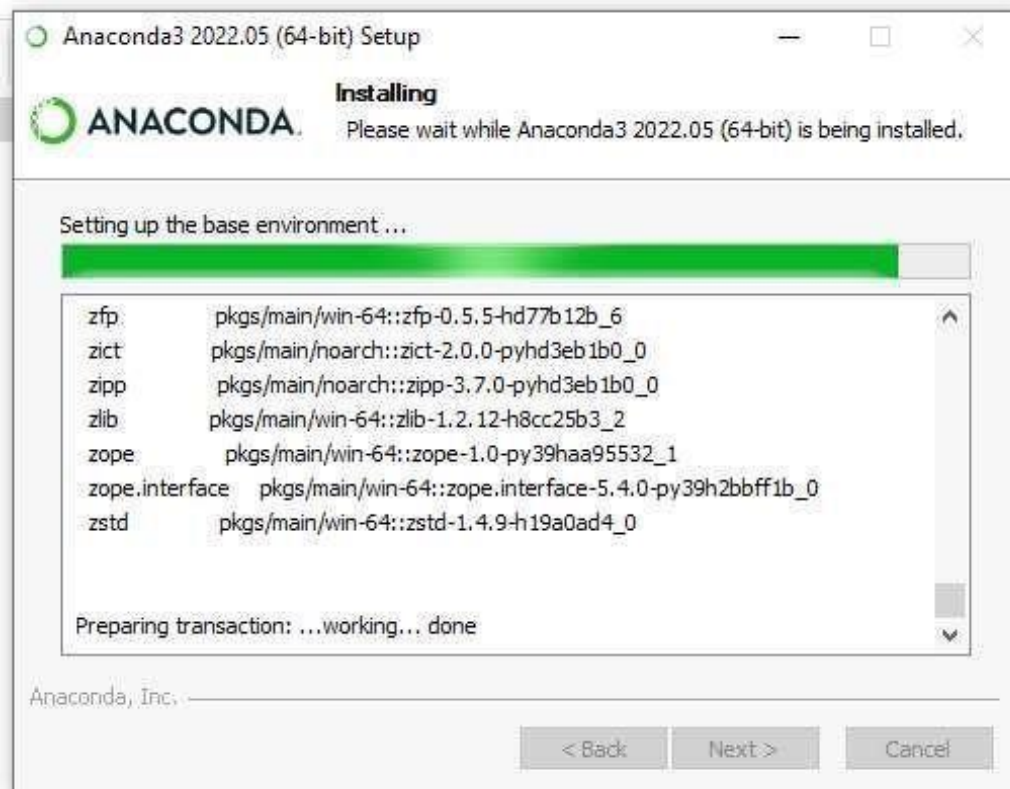 Anaconda3 2022.05 (64-bit) Setup
ANACONDA.
Installing
Please wait while Anaconda3 2022.05 (64-bit) is being installed.
Setting up the base environment ...
zfp pkgs/main/win-64::zfp-0.5.5-hd77b12b_6
zict pkgs/main/noarch::zict-2.0.0-pyhd3eb1b0_0
zipp pkgs/main/noarch::zipp-3.7.0-pyhd3eb1b0_0
zlib pkgs/main/win-64::zlib-1.2.12-h8cc25b3_2
zope pkgs/main/win-64::zope-1.0-py39haa95532_1
zope.interface pkgs/main/win-64::zope.interface-5.4.0-py39h2bbff1b_0
zstd pkgs/main/win-64::zstd-1.4.9-h19a0ad4_0
Preparing transaction: ...working... done
Anaconda, Inc.
< Back Next > Cancel